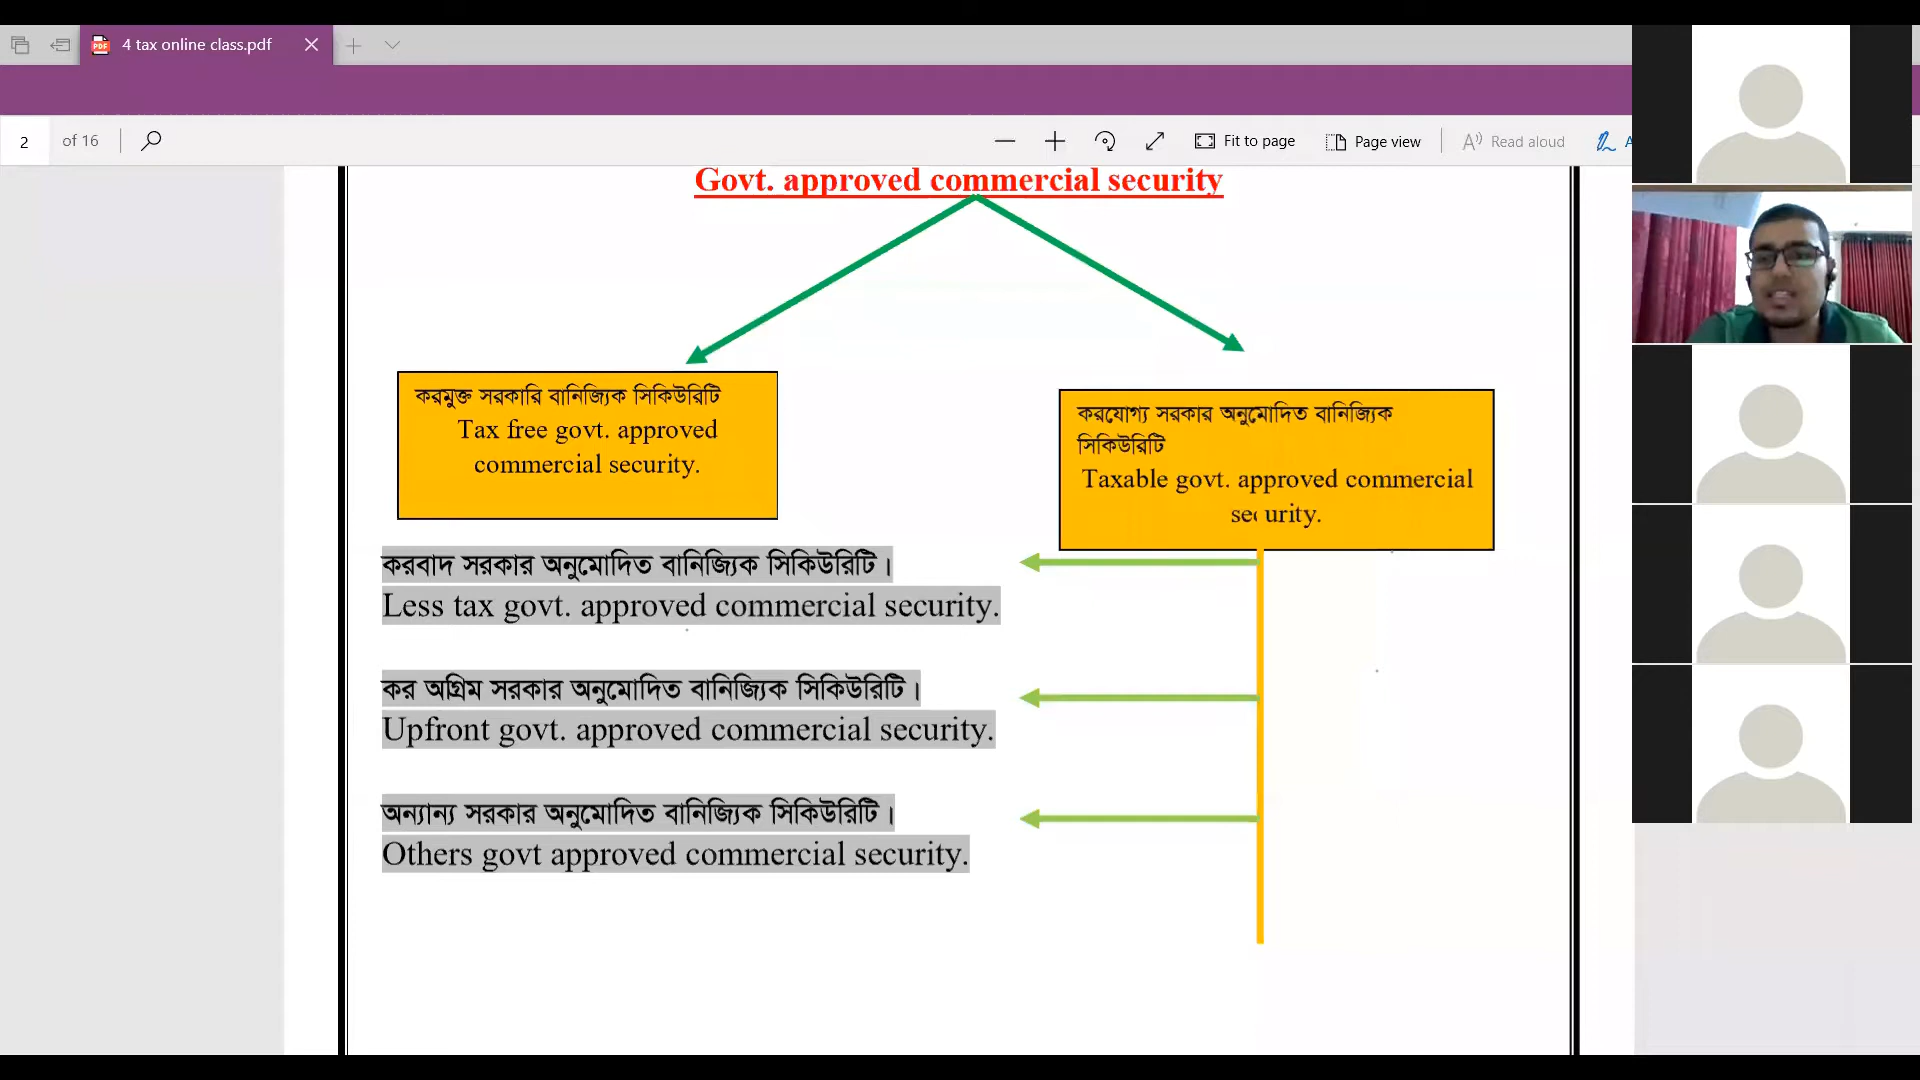 4 tax online class.pdf
2 of 16
Fit to page
Page view
Read aloud
Govt. approved commercial security
করমুক্ত সরকারি বানিজ্যিক সিকিউরিটি
Tax free govt. approved
commercial security.
করযোগ্য সরকার অনুমোদিত বানিজ্যিক
সিকিউরিটি
Taxable govt. approved commercial
security.
করবাদ সরকার অনুমোদিত বানিজ্যিক সিকিউরিটি।
Less tax govt. approved commercial security.
কর অগ্রিম সরকার অনুমোদিত বানিজ্যিক সিকিউরিটি।
Upfront govt. approved commercial security.
অন্যান্য সরকার অনুমোদিত বানিজ্যিক সিকিউরিটি।
Others govt approved commercial security.